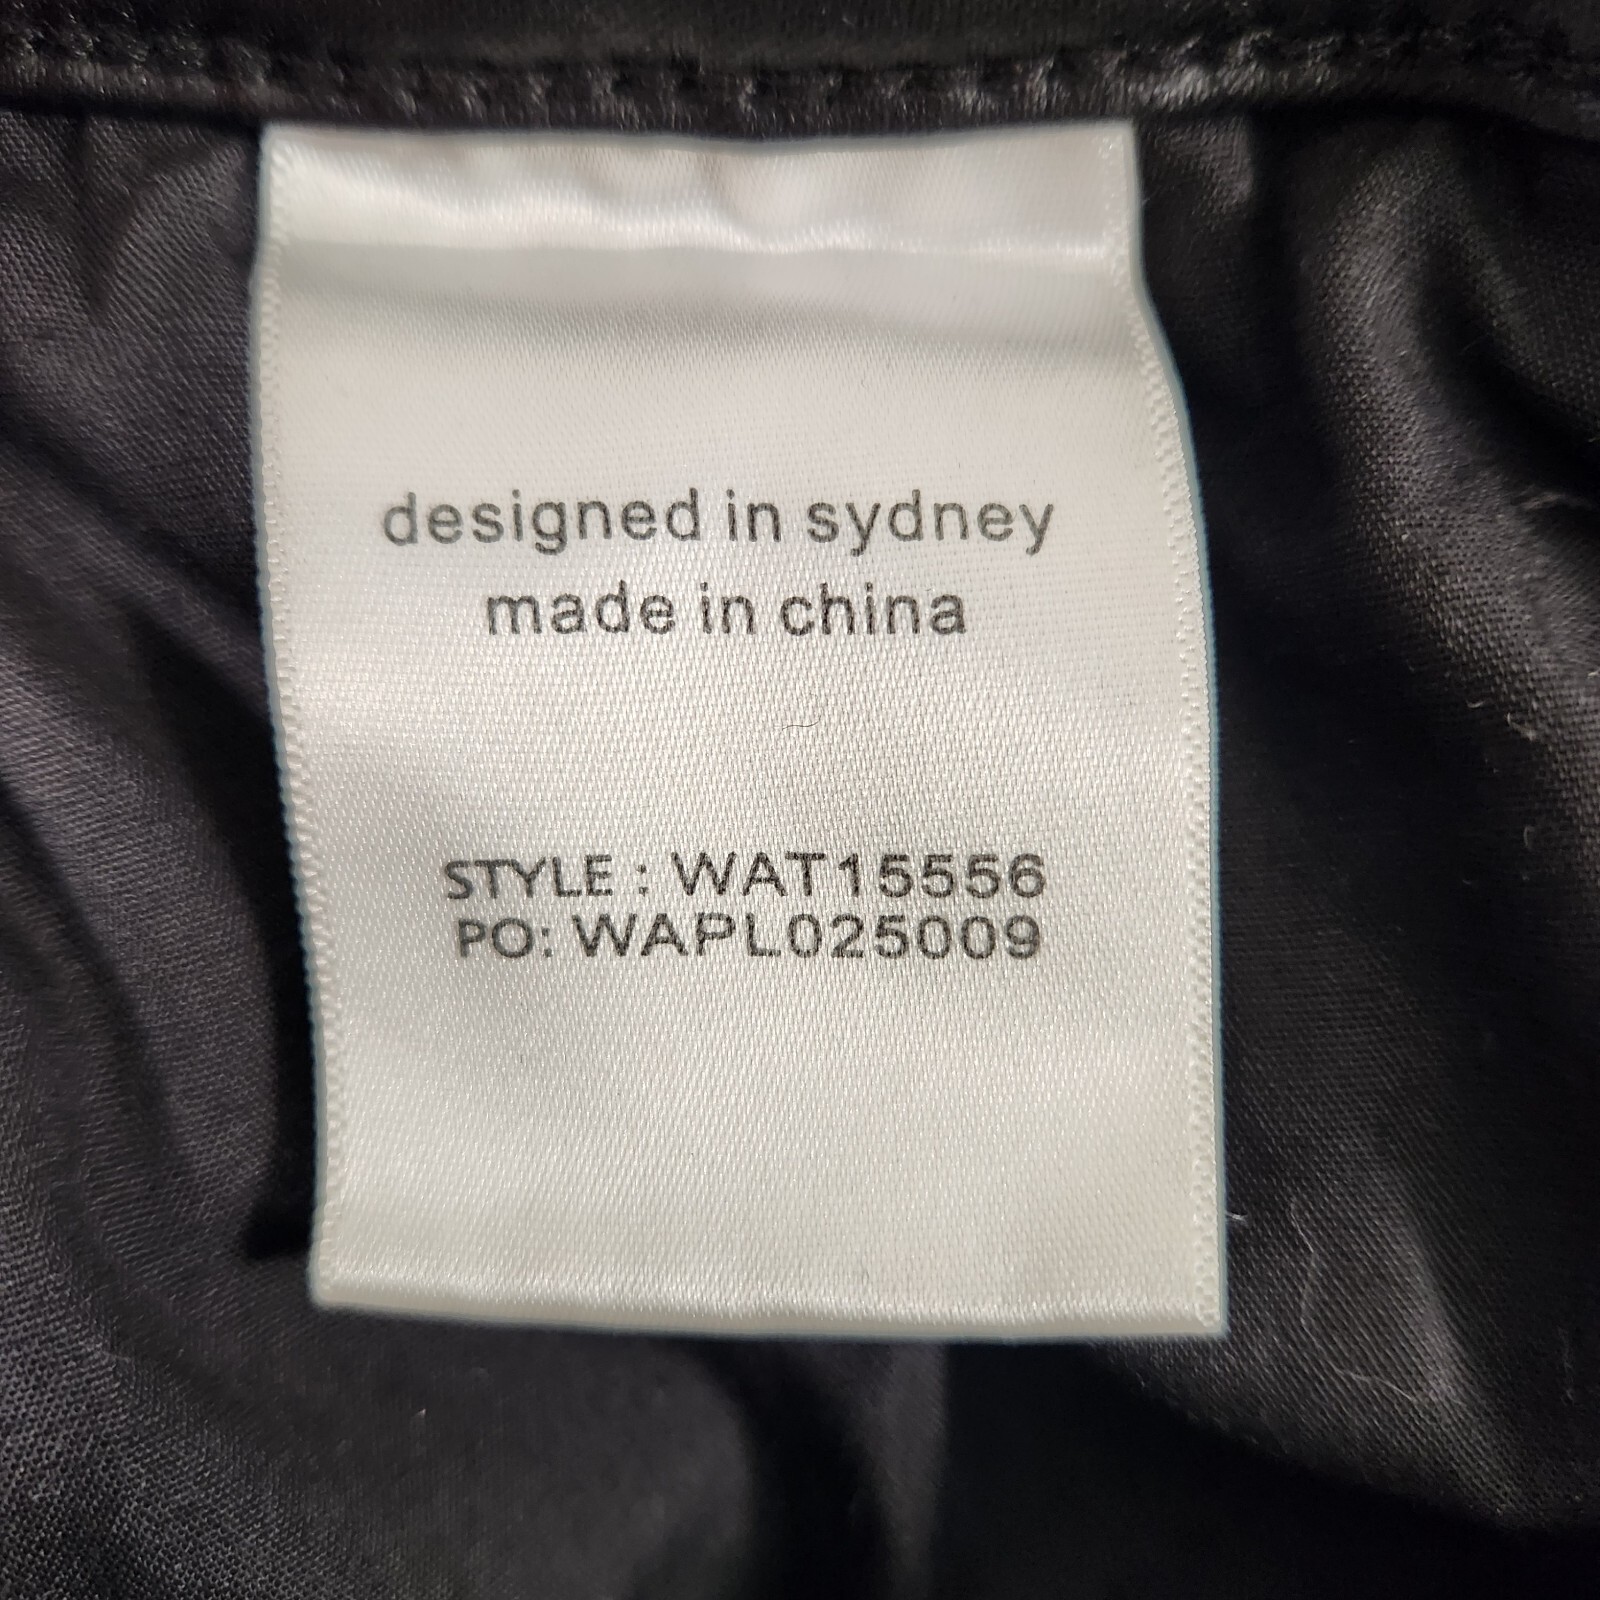 designed in sydney
made in china
STYLE : WAT15556
PO: WAPL025009